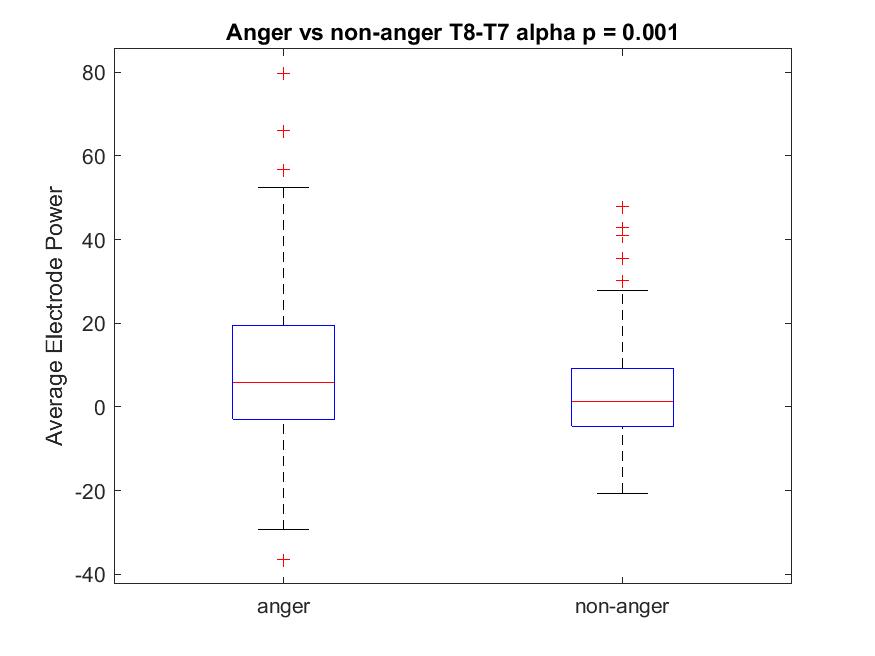 Anger vs non-anger T8-T7 alpha p = 0.001
Average Electrode Power
80
60
40
20
0
-20
-40
anger
non-anger